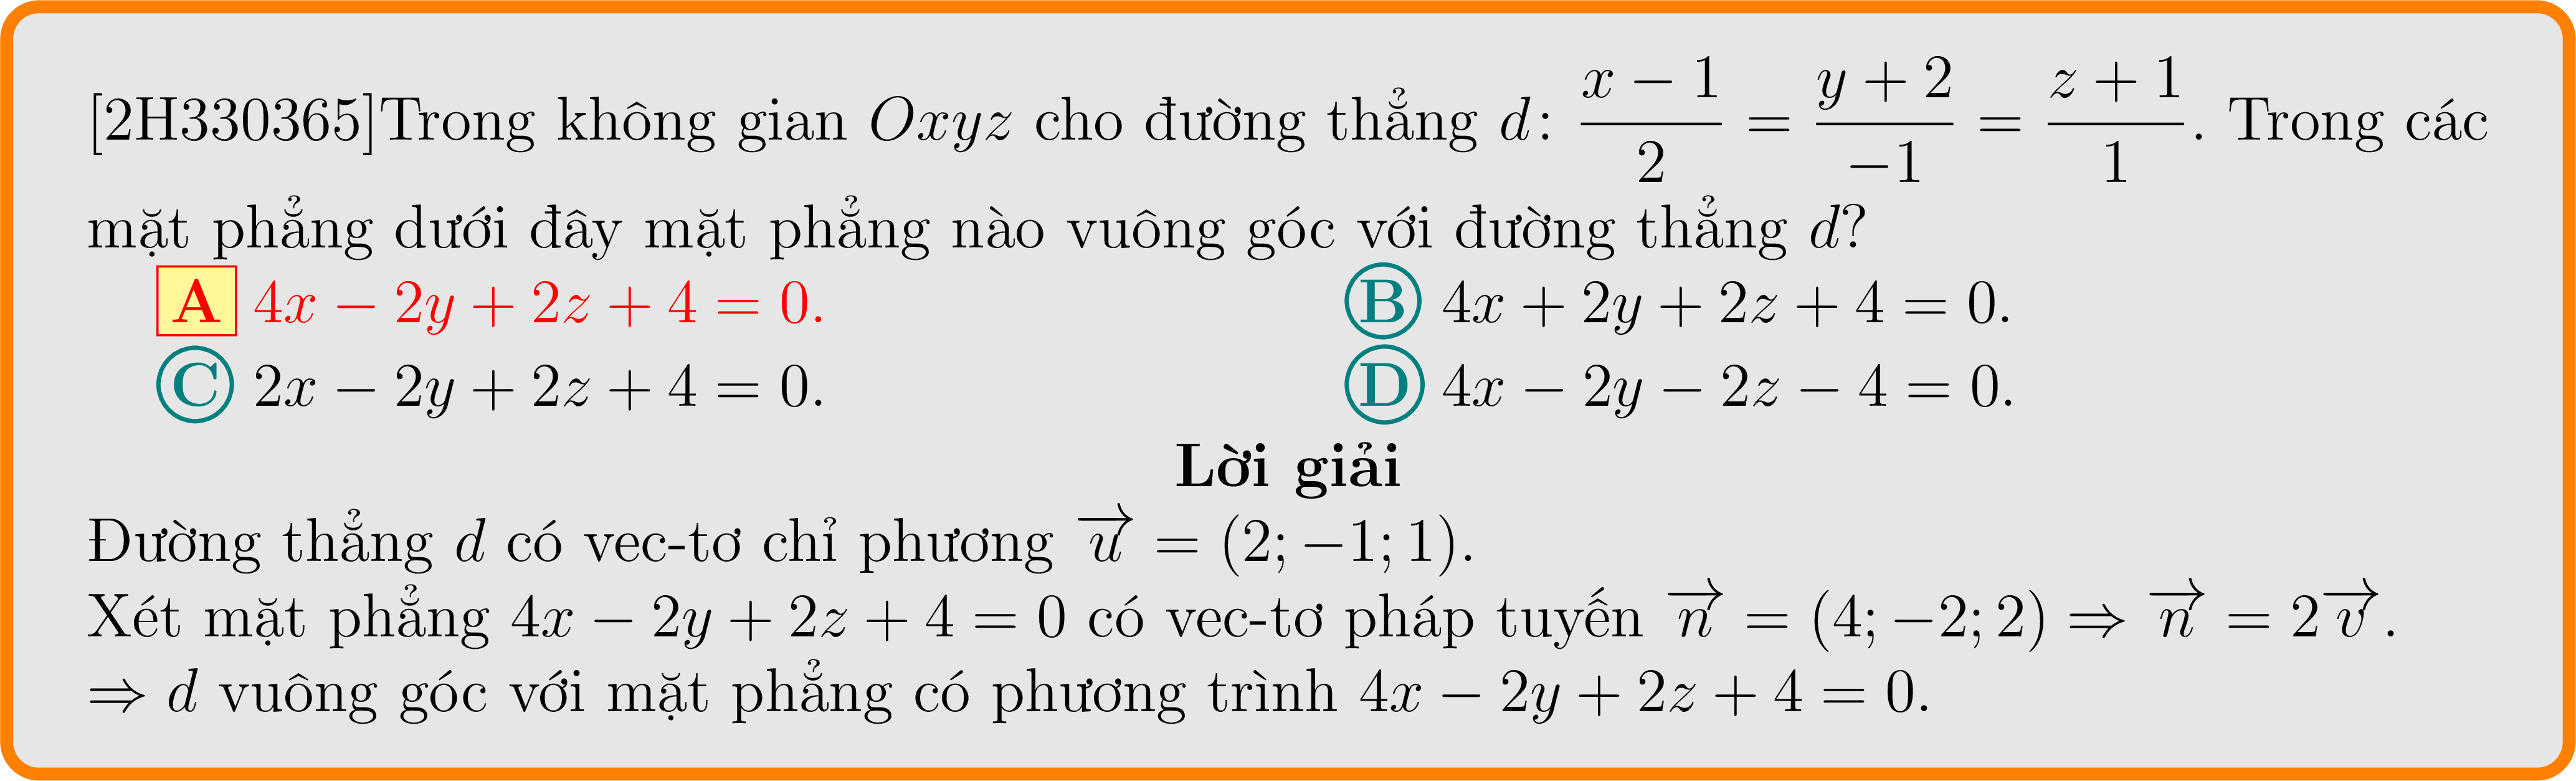 [2H330365]Trong không gian Oxyz cho đường thẳng d: \frac{x − 1}{2} = \frac{y + 2}{−1} = \frac{z + 1}{1}. Trong các
mặt phẳng dưới đây mặt phẳng nào vuông góc với đường thẳng d?
A 4x − 2y + 2z + 4 = 0. B 4x + 2y + 2z + 4 = 0.
C 2x − 2y + 2z + 4 = 0. D 4x − 2y − 2z − 4 = 0.
Lời giải
Đường thẳng d có vec-tơ chỉ phương \overrightarrow{u} = (2; −1; 1).
Xét mặt phẳng 4x − 2y + 2z + 4 = 0 có vec-tơ pháp tuyến \overrightarrow{n} = (4; −2; 2) ⇒ \overrightarrow{n} = 2\overrightarrow{v}.
⇒ d vuông góc với mặt phẳng có phương trình 4x − 2y + 2z + 4 = 0.